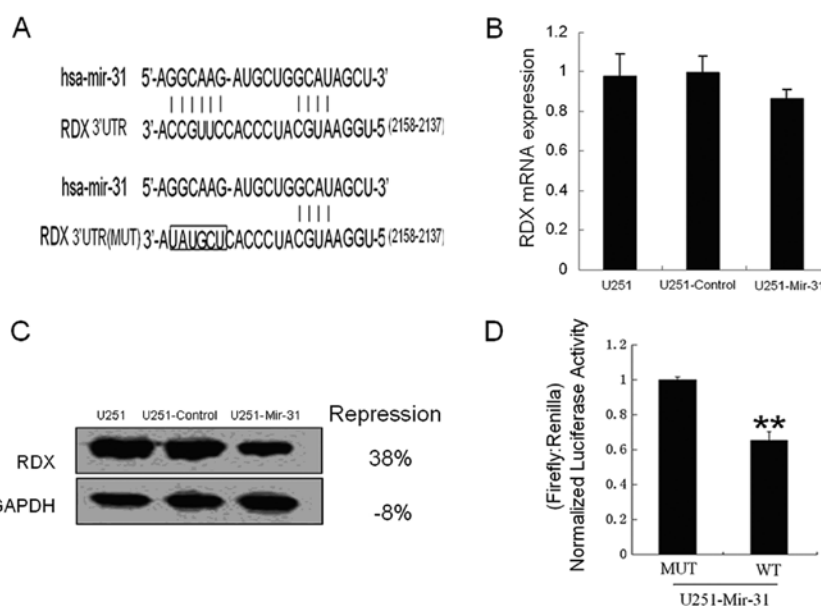 A
hsa-mir-31 5'-AGGCAAG-AUGCUGGCAUAGCU-3'
RDX 3'UTR 3'-ACCGUUCCACCCUACGUAAGGU-5 (2158-2137)
hsa-mir-31 5'-AGGCAAG-AUGCUGGCAUAGCU-3'
RDX 3'UTR(MUT) 3'-AUAUGCUCACCCUACGUAAGGU-5 (2158-2137)
B
RDX mRNA expression
1.2
1
0.8
0.6
0.4
0.2
0
U251 U251-Control U251-Mir-31
C
U251 U251-Control U251-Mir-31 Repression
RDX 38%
GAPDH -8%
D
(Firefly:Renilla)
Normalized Luciferase Activity
1.2
1
0.8
0.6
0.4
0.2
0
**
MUT WT
U251-Mir-31